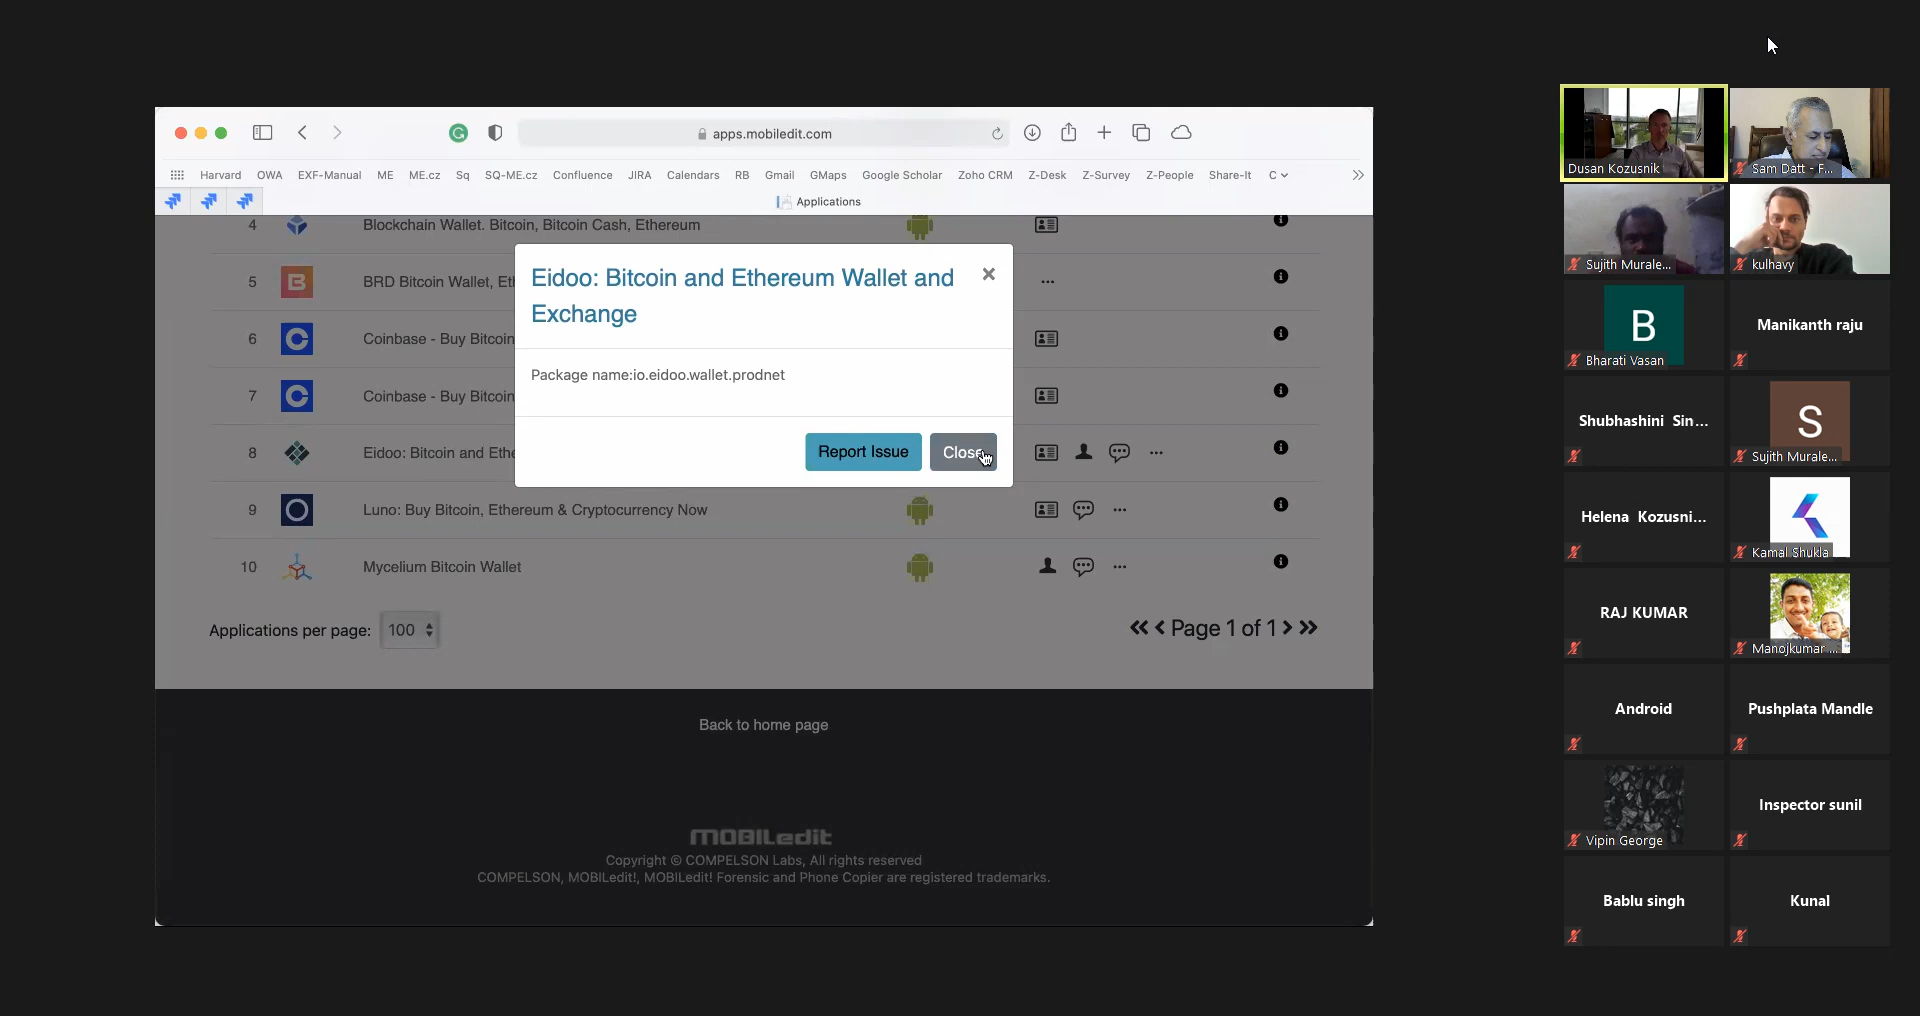 apps.mobiledit.com
Harvard OWA EXF-Manual ME ME.cz Sq SQ-ME.cz Confluence JIRA Calendars RB Gmail GMaps Google Scholar Zoho CRM Z-Desk Z-Survey Z-People Share-It C
Applications
4 Blockchain Wallet. Bitcoin, Bitcoin Cash, Ethereum
5 BRD Bitcoin Wallet, Et
6 Coinbase - Buy Bitcoin
7 Coinbase - Buy Bitcoin
8 Eidoo: Bitcoin and Ethe
9 Luno: Buy Bitcoin, Ethereum & Cryptocurrency Now
10 Mycelium Bitcoin Wallet
Eidoo: Bitcoin and Ethereum Wallet and
Exchange
×
Package name:io.eidoo.wallet.prodnet
Report Issue
Close
Applications per page: 100
Page 1 of 1
Back to home page
MOBILedit
Copyright © COMPELSON Labs, All rights reserved
COMPELSON, MOBILedit!, MOBILedit! Forensic and Phone Copier are registered trademarks.
Dusan Kozusnik
Sam Datt - F...
Sujith Murale...
kulhavy
B
Bharati Vasan
Manikanth raju
Shubhashini Sin...
S
Sujith Murale...
Helena Kozusni...
Kamal Shukla
RAJ KUMAR
Manojkumar ...
Android
Pushplata Mandle
Vipin George
Inspector sunil
Bablu singh
Kunal